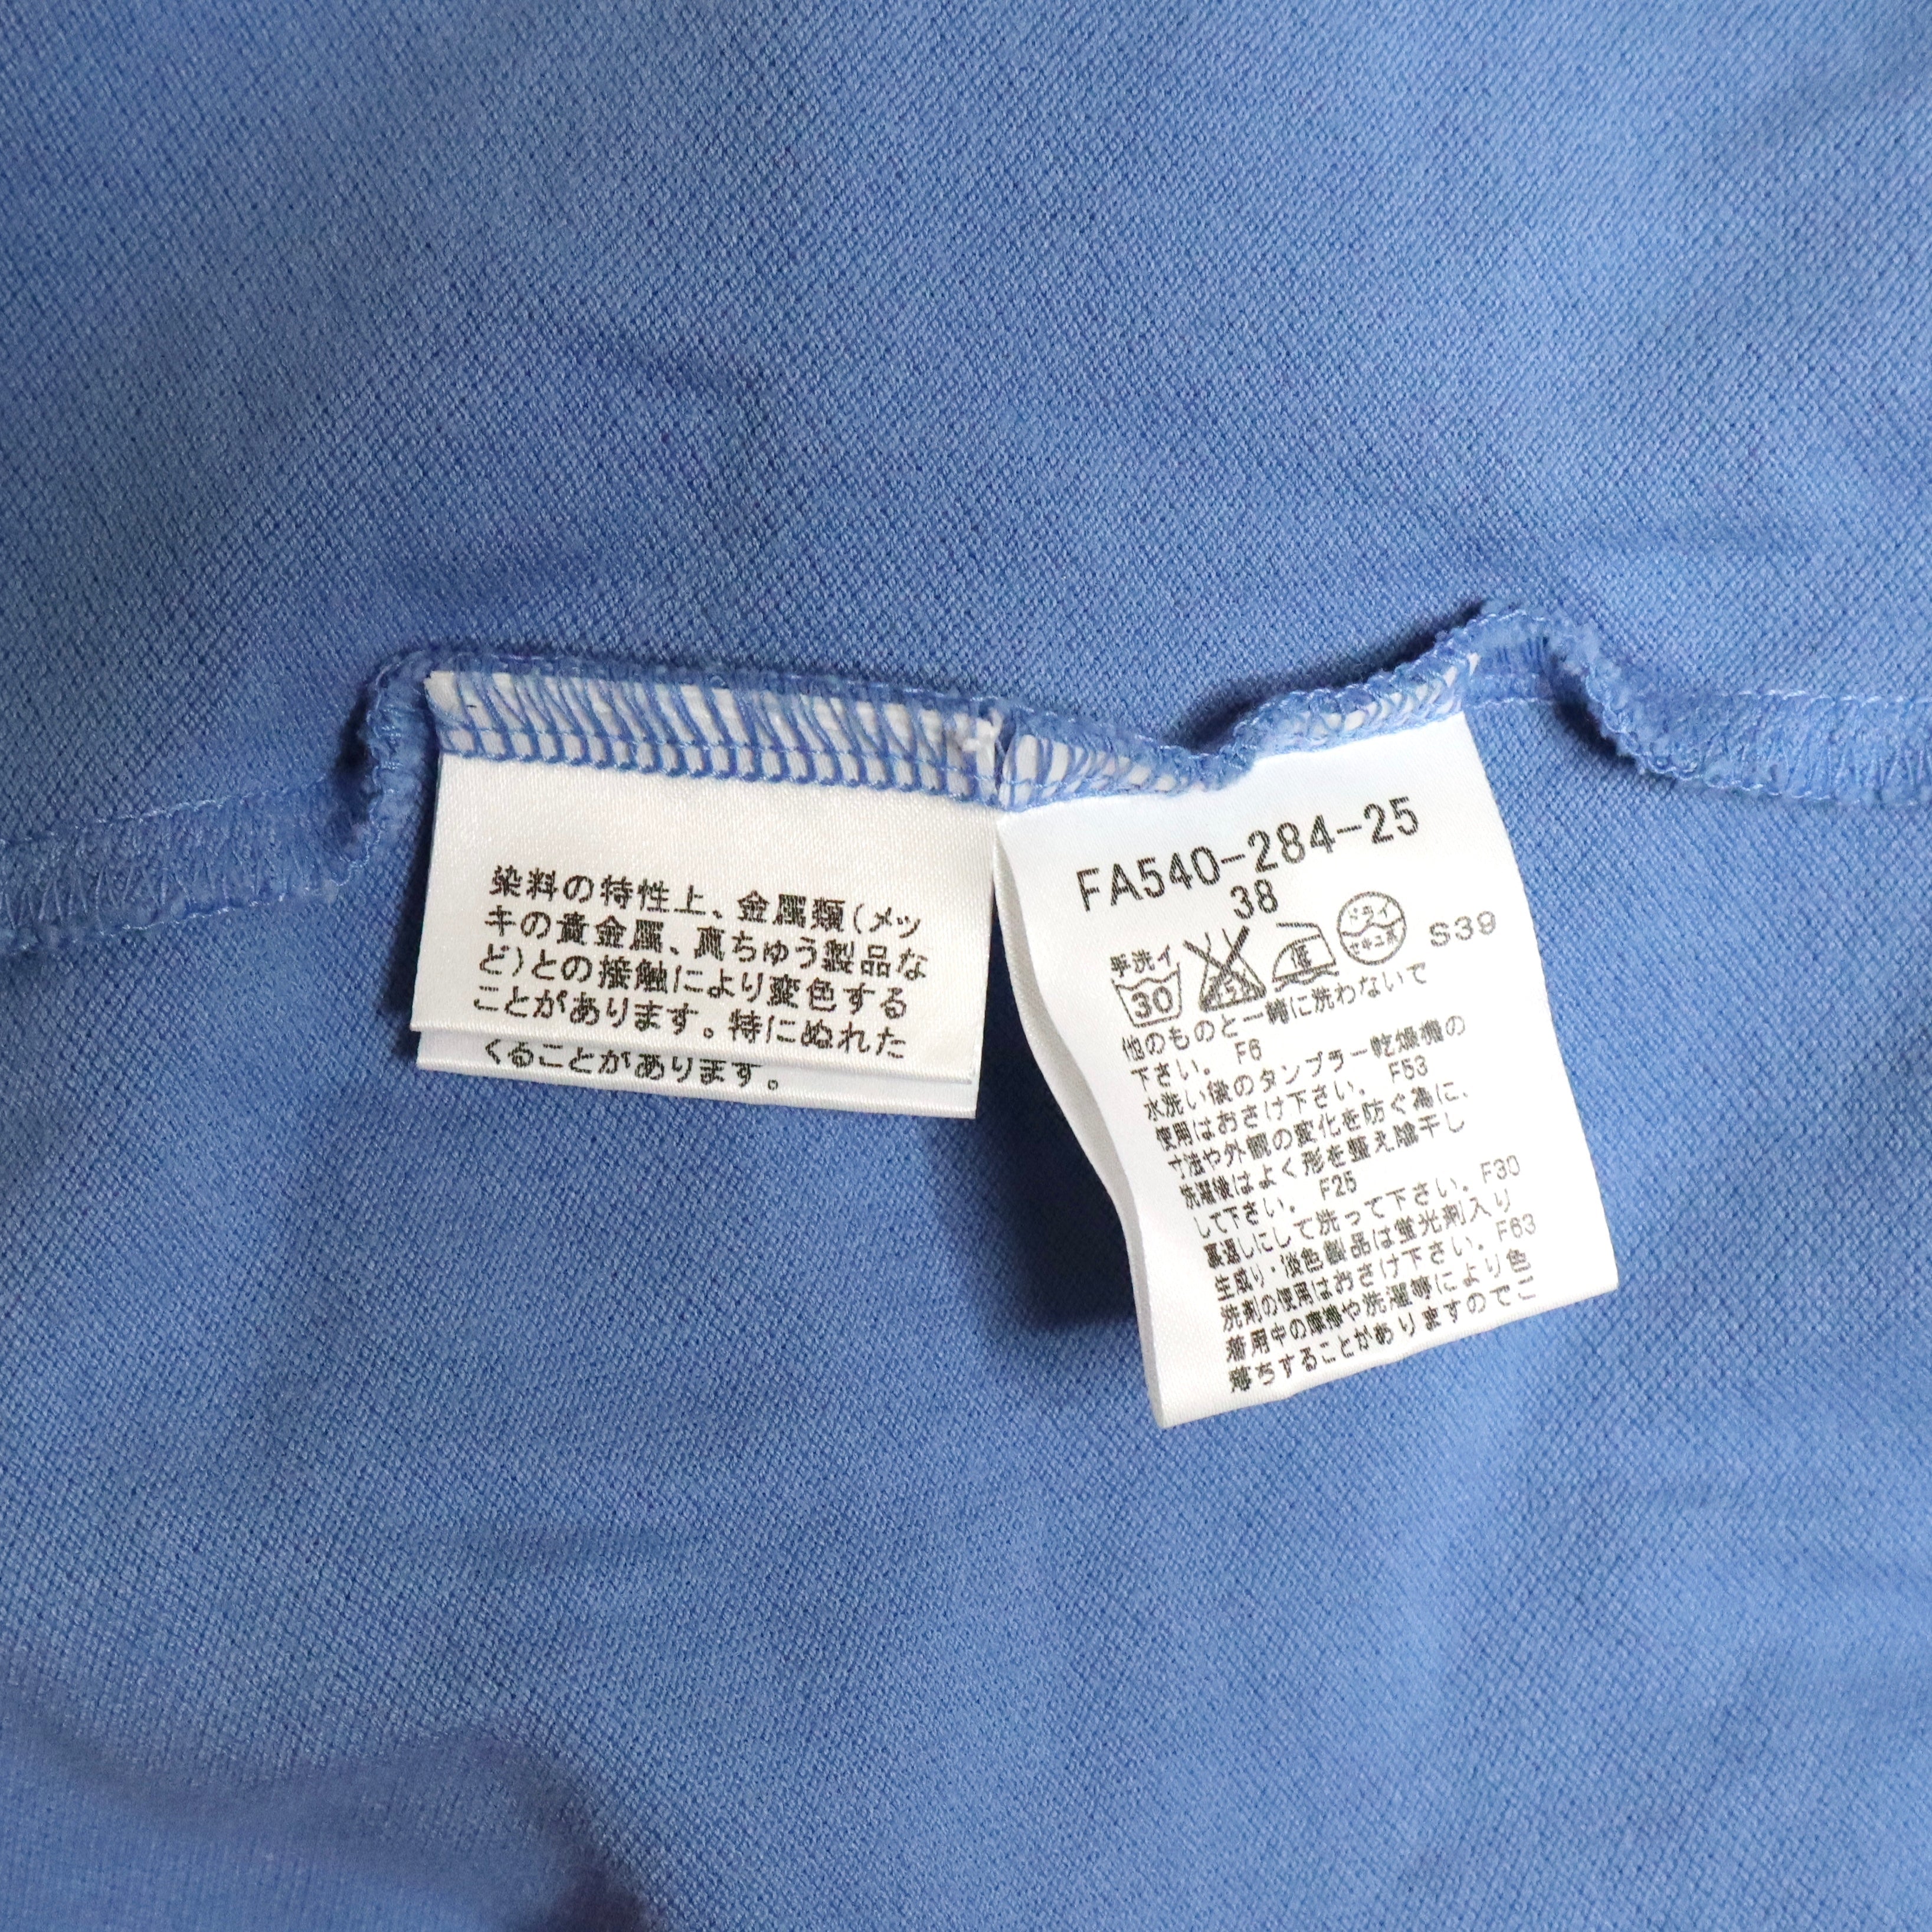 染料の特性上、金属類(メッ
キの貴金属、真ちゅう製品な
ど)との接触により変色する
ことがあります。特にぬれた
くることがあります。
FA540-284-25
38
手洗イ
30
低
ドライ
セキユ系
S39
他のものと一緒に洗わないで
下さい. F6
水洗い後のタンブラー乾燥機の
使用はおさけ下さい. F53
寸法や外観の変化を防ぐ為に、
洗濯後はよく形を整え陰干し
して下さい. F25
裏返しにして洗って下さい. F30
生成り・淡色製品は蛍光剤入り
洗剤の使用はおさけ下さい. F63
着用中の摩擦や洗濯等により色
落ちすることがありますのでご